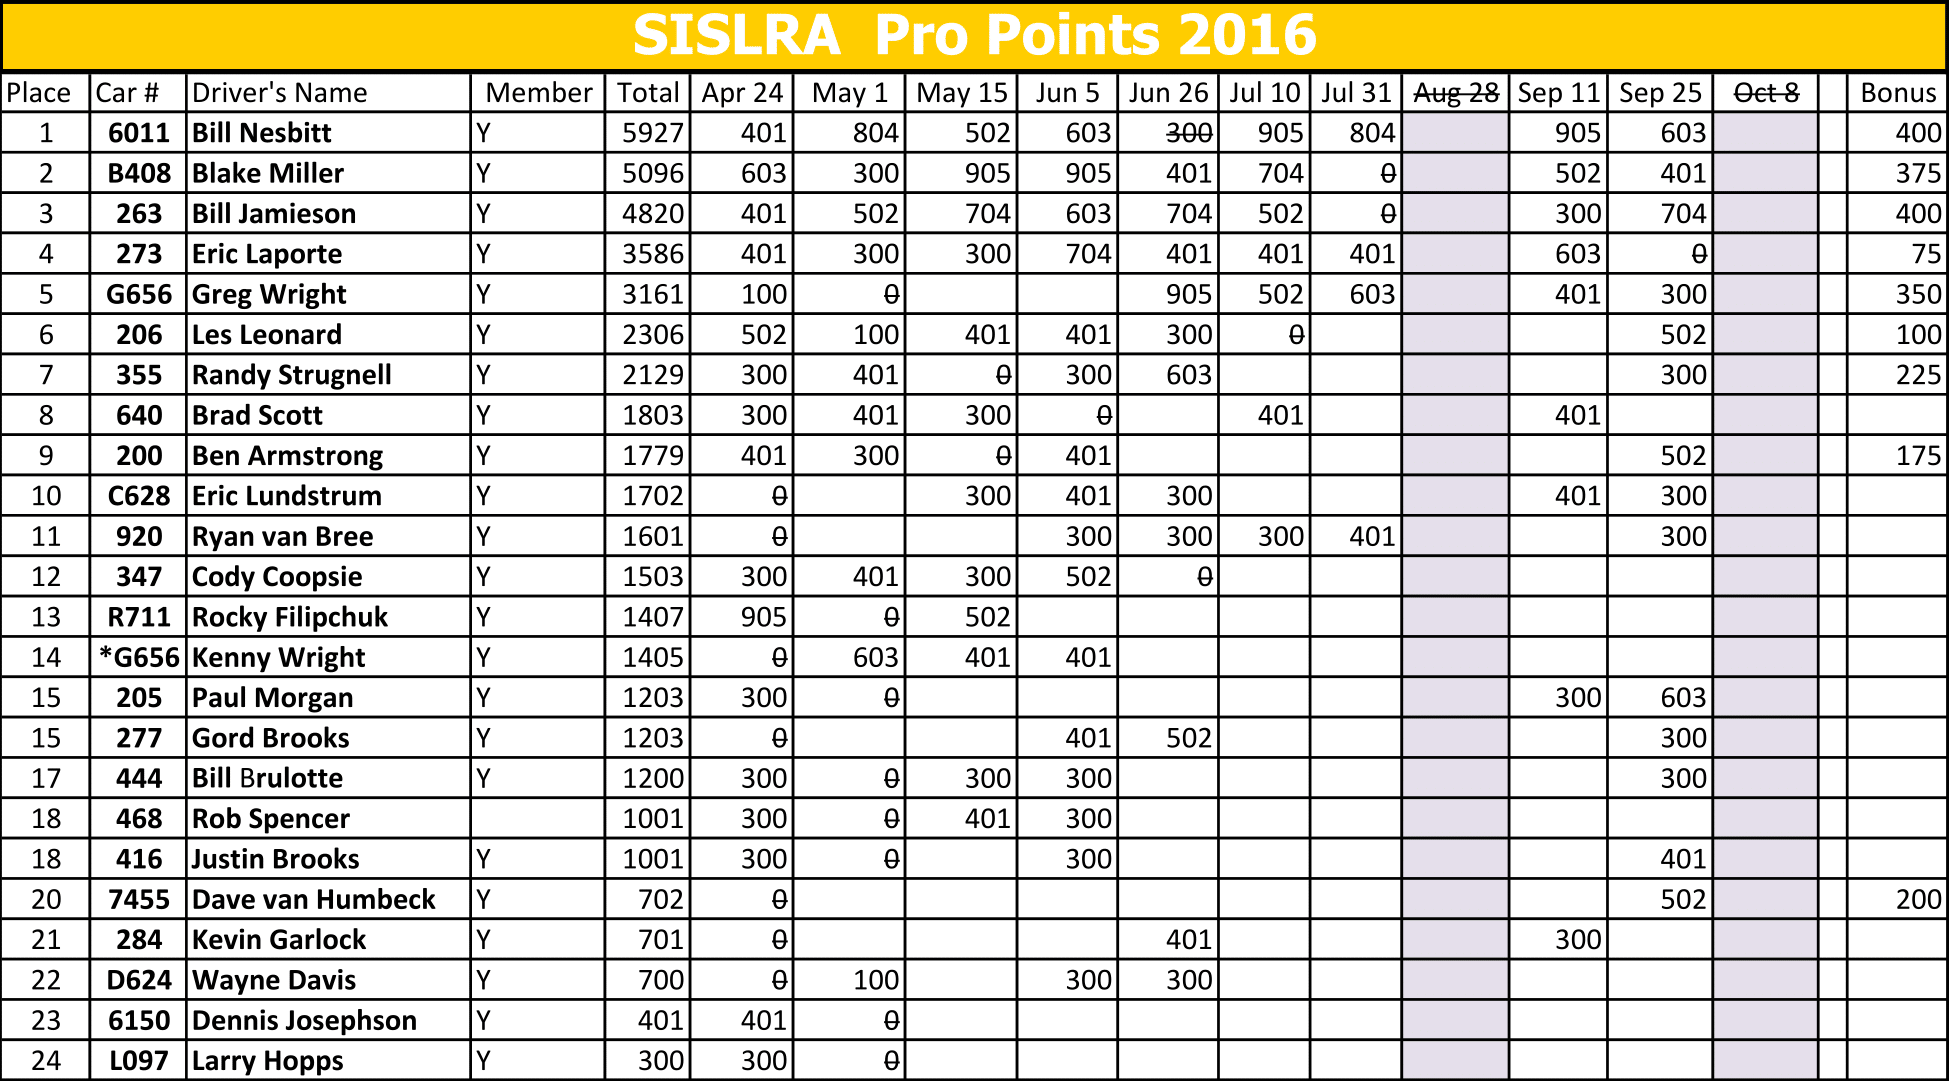 SISLRA Pro Points 2016
Place Car # Driver's Name Member Total Apr 24 May 1 May 15 Jun 5 Jun 26 Jul 10 Jul 31 Aug 28 Sep 11 Sep 25 Oct 8 Bonus
1 6011 Bill Nesbitt Y 5927 401 804 502 603 300 905 804 905 603 400
2 B408 Blake Miller Y 5096 603 300 905 905 401 704 0 502 401 375
3 263 Bill Jamieson Y 4820 401 502 704 603 704 502 0 300 704 400
4 273 Eric Laporte Y 3586 401 300 300 704 401 401 401 603 0 75
5 G656 Greg Wright Y 3161 100 0 905 502 603 401 300 350
6 206 Les Leonard Y 2306 502 100 401 401 300 0 502 100
7 355 Randy Strugnell Y 2129 300 401 0 300 603 300 225
8 640 Brad Scott Y 1803 300 401 300 0 401 401
9 200 Ben Armstrong Y 1779 401 300 0 401 502 175
10 C628 Eric Lundstrum Y 1702 0 300 401 300 401 300
11 920 Ryan van Bree Y 1601 0 300 300 300 401 300
12 347 Cody Coopsie Y 1503 300 401 300 502 0
13 R711 Rocky Filipchuk Y 1407 905 0 502
14 *G656 Kenny Wright Y 1405 0 603 401 401
15 205 Paul Morgan Y 1203 300 0 300 603
15 277 Gord Brooks Y 1203 0 401 502 300
17 444 Bill Brulotte Y 1200 300 0 300 300 300
18 468 Rob Spencer 1001 300 0 401 300
18 416 Justin Brooks Y 1001 300 0 300 401
20 7455 Dave van Humbeck Y 702 0 502 200
21 284 Kevin Garlock Y 701 0 401 300
22 D624 Wayne Davis Y 700 0 100 300 300
23 6150 Dennis Josephson Y 401 401 0
24 L097 Larry Hopps Y 300 300 0